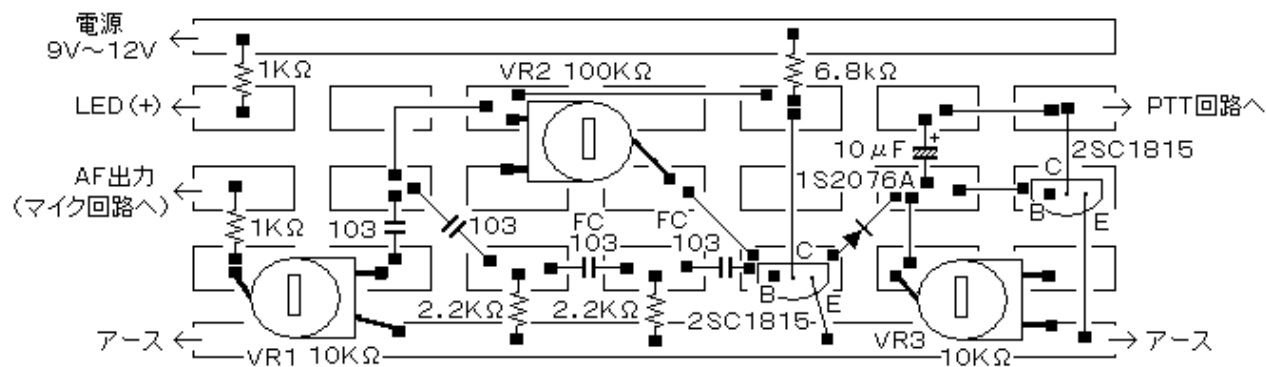 電源
9V〜12V
1KΩ
VR2 100KΩ
6.8kΩ
LED(+)
PTT回路へ
10μF
+
2SC1815
AF出力
(マイク回路へ)
1S2076A
C
B
E
1KΩ
103
103
FC
103
FC
103
C
B
E
2.2KΩ
2.2KΩ
2SC1815
アース
VR1 10KΩ
VR3
10KΩ
アース